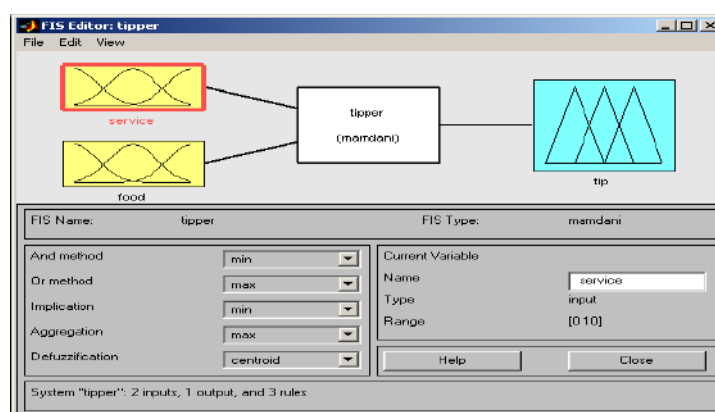 FIS Editor: tipper
File Edit View
service
food
tipper
(mamdani)
tip
FIS Name: tipper FIS Type: mamdani
And method min
Or method max
Implication min
Aggregation max
Defuzzification centroid
Current Variable
Name service
Type input
Range [0 10]
Help Close
System "tipper": 2 inputs, 1 output, and 3 rules